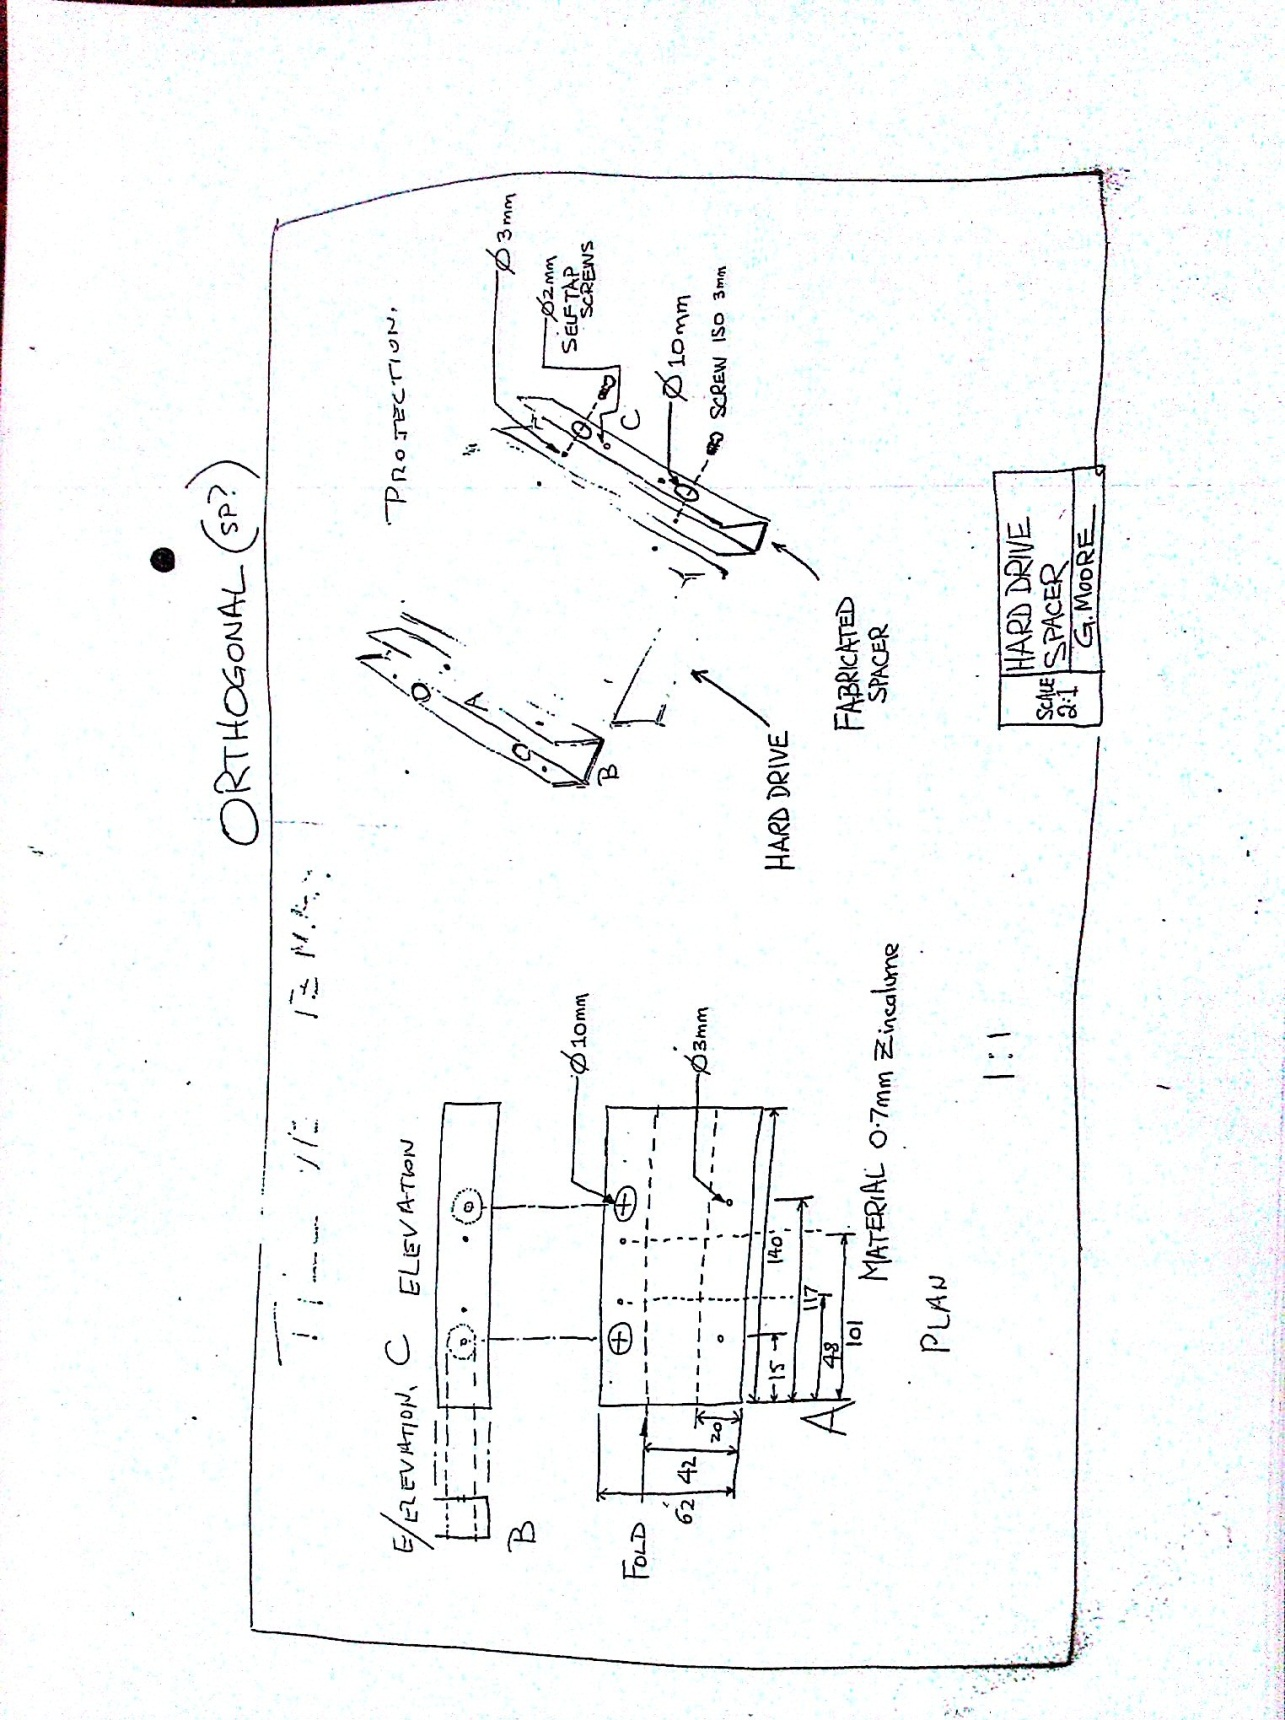 ORTHOGONAL (SP?)
PROJECTION.
Ø3mm
Ø2mm
SELF TAP
SCREWS
C
Ø10mm
SCREW ISO 3mm
A
B
HARD DRIVE
FABRICATED
SPACER
E/ELEVATION, C ELEVATION
B
Ø10mm
Ø3mm
FOLD
62
42
20
15
140
117
48
101
A
MATERIAL 0.7mm Zincalume
PLAN
1:1
SCALE
2:1
HARD DRIVE
SPACER
G. MOORE